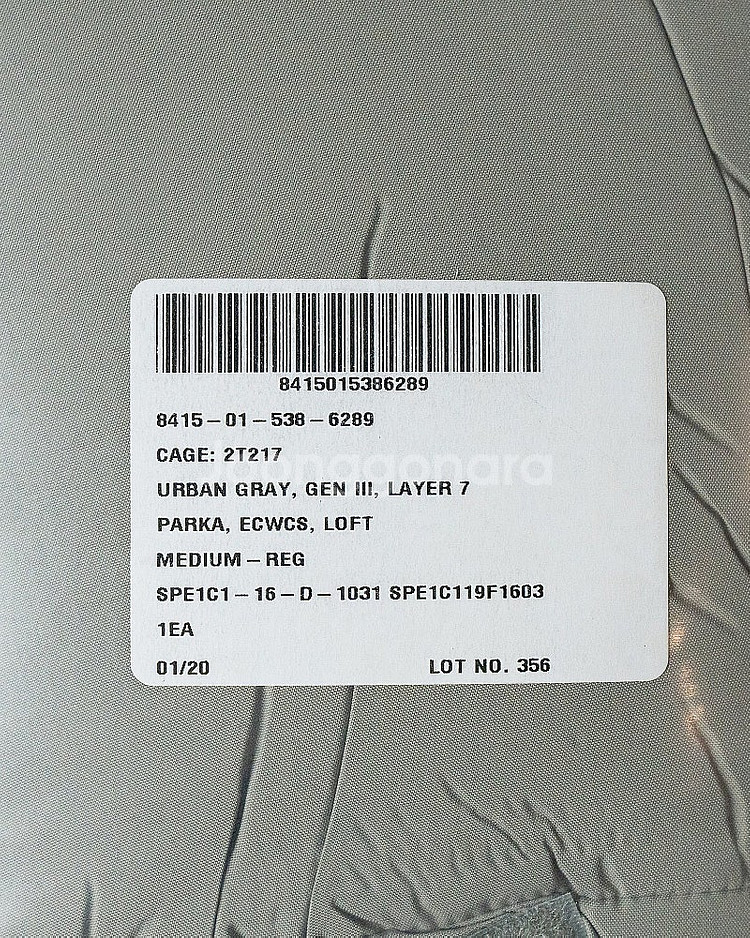 8415015386289
8415-01-538-6289
CAGE: 2T217
joonggonara
URBAN GRAY, GEN III, LAYER 7
PARKA, ECWCS, LOFT
MEDIUM-REG
SPE1C1-16-D-1031 SPE1C119F1603
1EA
01/20 LOT NO. 356